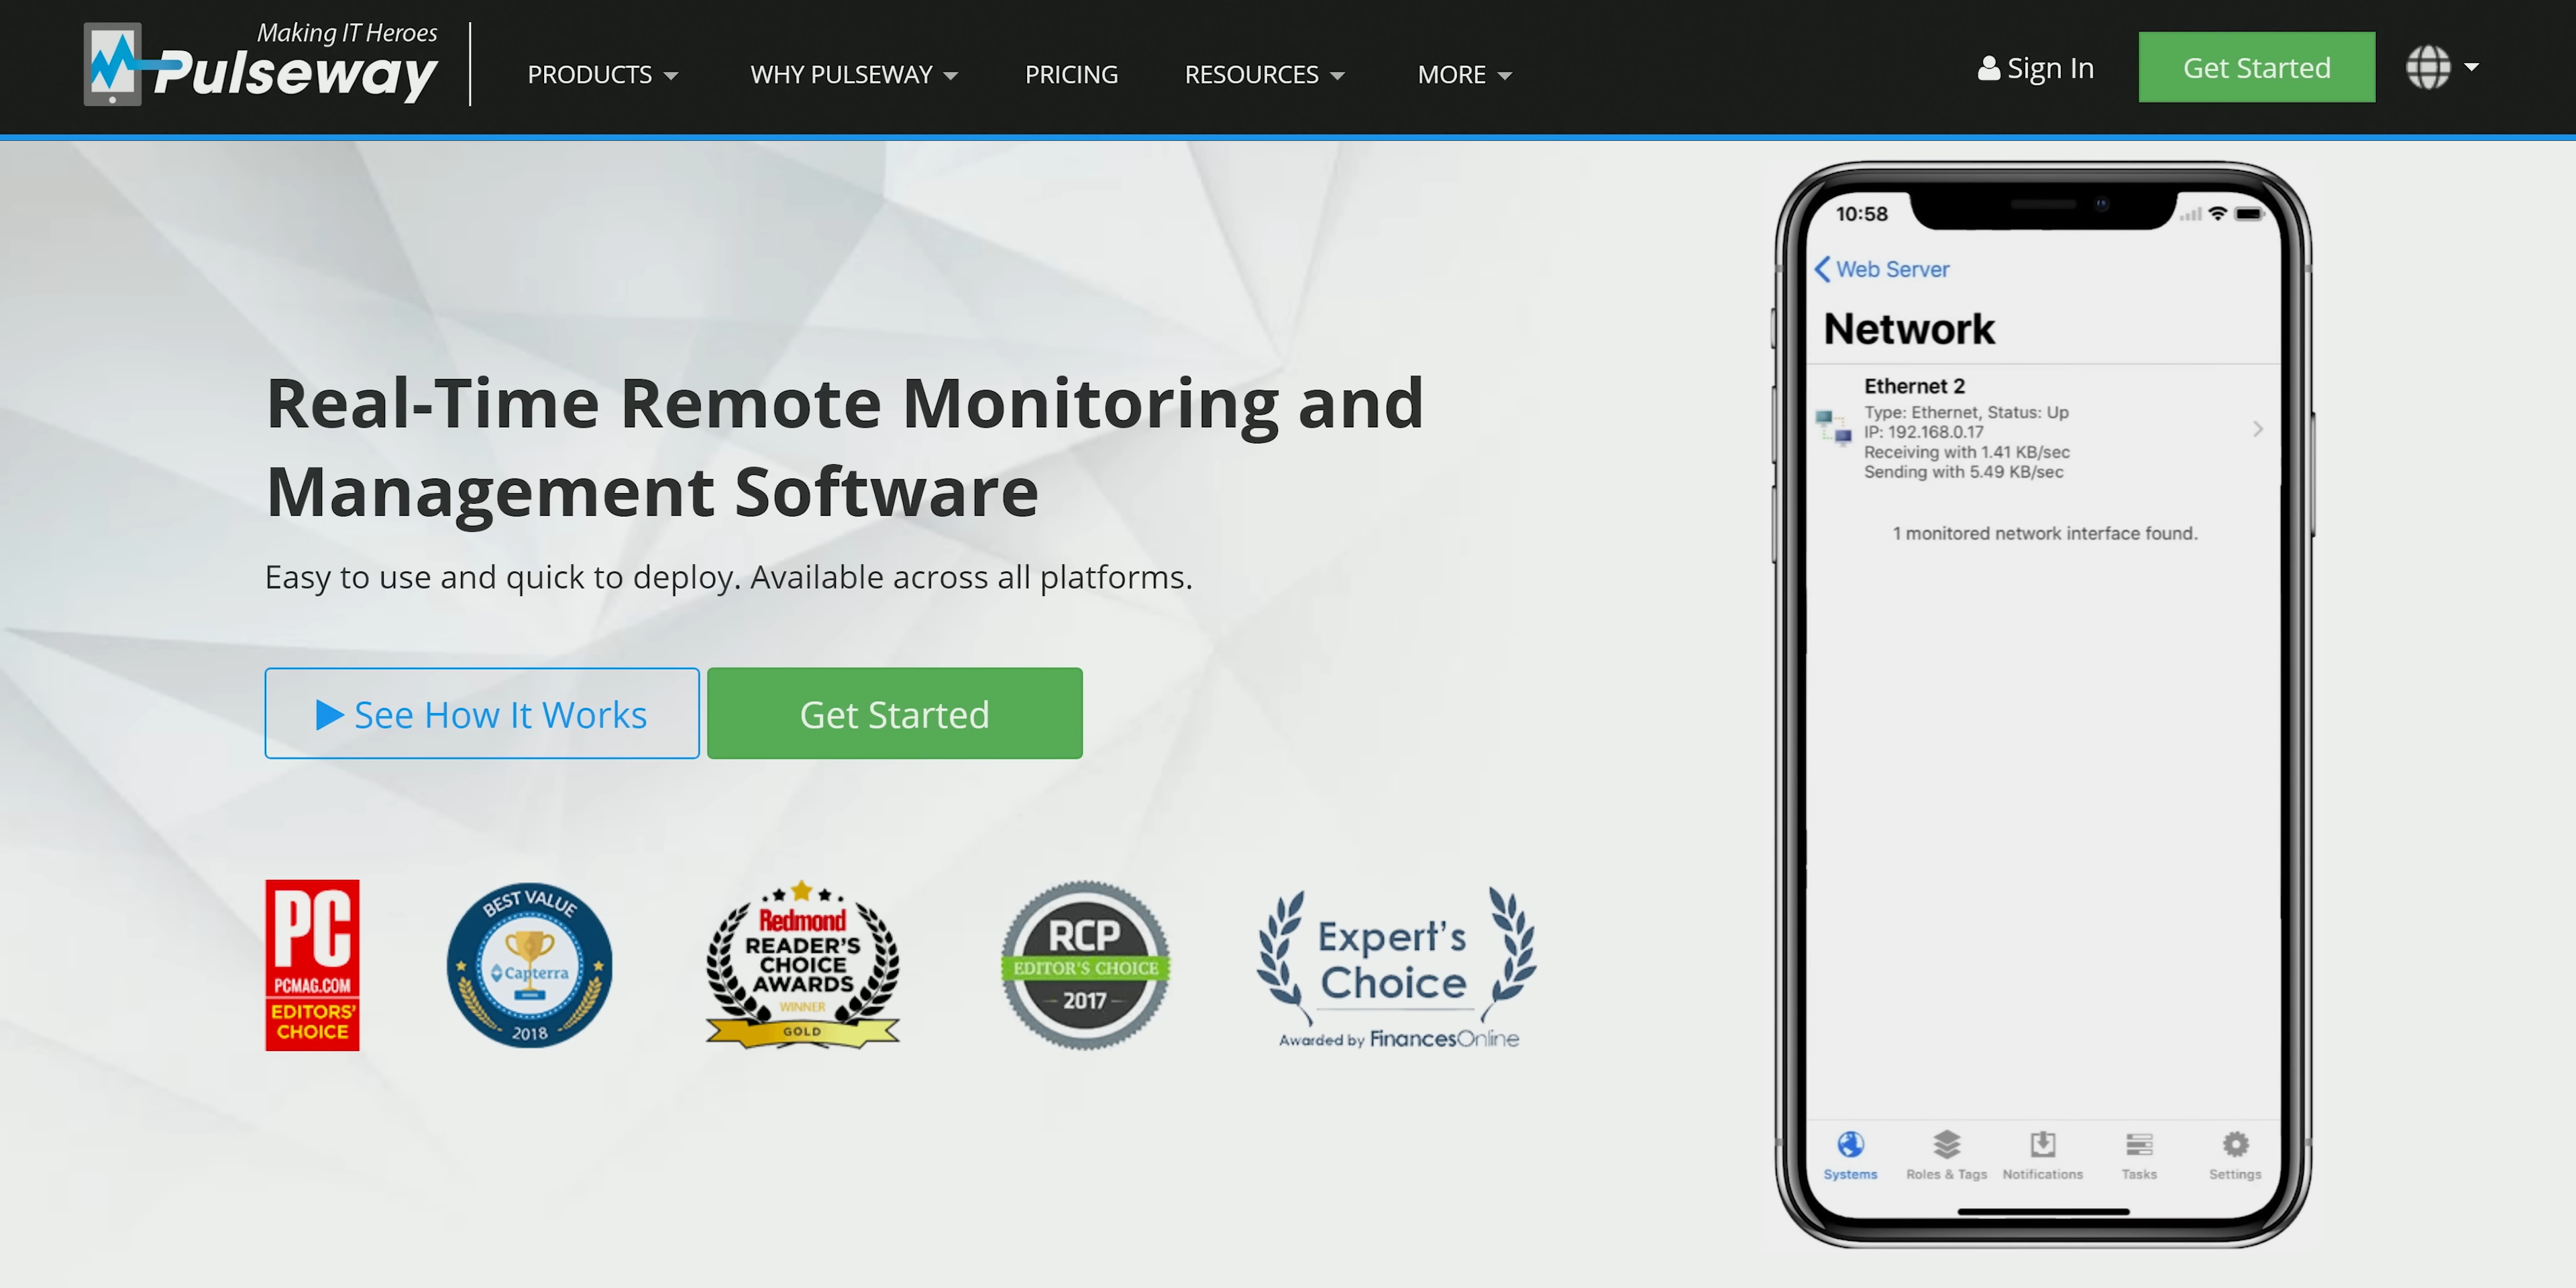 Making IT Heroes
Pulseway
PRODUCTS
WHY PULSEWAY
PRICING
RESOURCES
MORE
Sign In
Get Started
Real-Time Remote Monitoring and
Management Software
Easy to use and quick to deploy. Available across all platforms.
See How It Works
Get Started
PC
PCMAG.COM
EDITORS'
CHOICE
BEST VALUE
Capterra
2018
Redmond
READER'S
CHOICE
AWARDS
WINNER
GOLD
RCP
EDITOR'S CHOICE
2017
Expert's
Choice
Awarded by FinancesOnline
10:58
Web Server
Network
Ethernet 2
Type: Ethernet, Status: Up
IP: 192.168.0.17
Receiving with 1.41 KB/sec
Sending with 5.49 KB/sec
1 monitored network interface found.
Systems
Roles & Tags
Notifications
Tasks
Settings